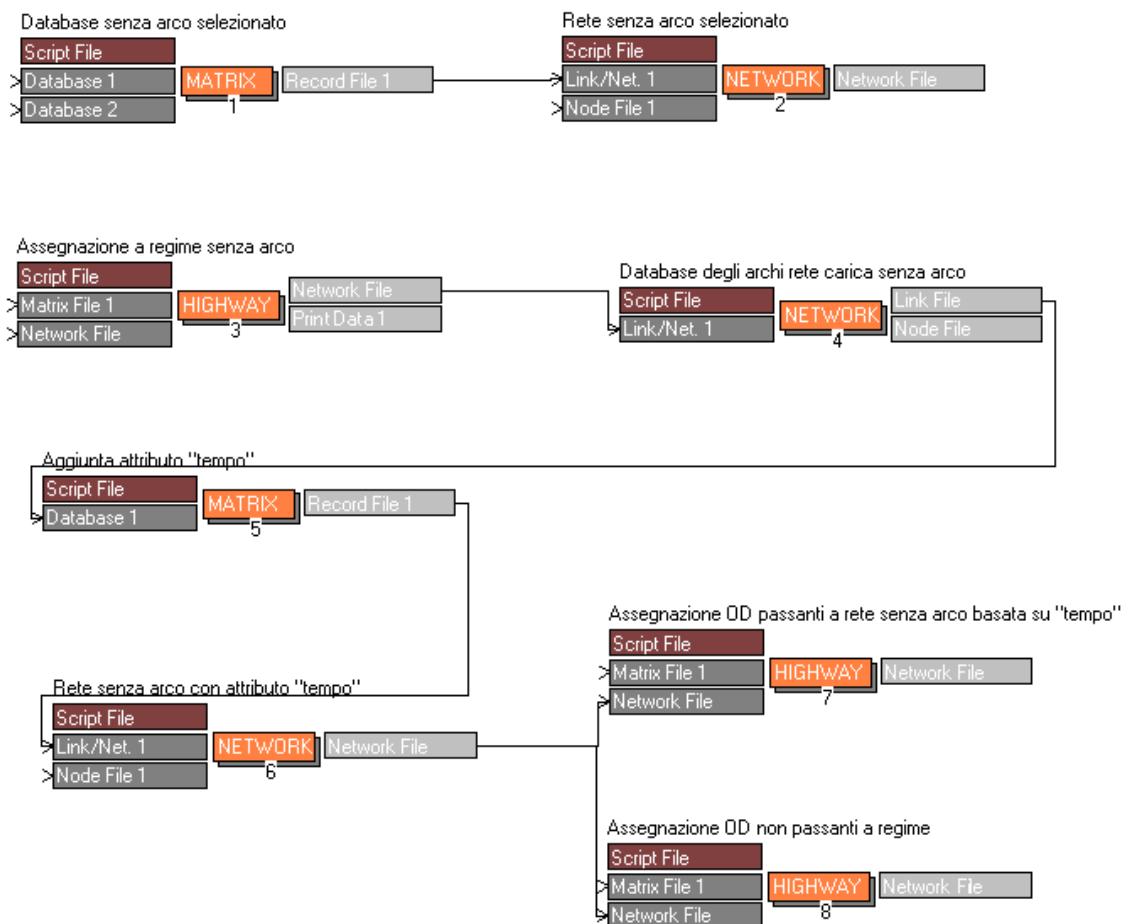 Database senza arco selezionato
Script File
Database 1
Database 2
MATRIX
1
Record File 1
Rete senza arco selezionato
Script File
Link/Net. 1
Node File 1
NETWORK
2
Network File
Assegnazione a regime senza arco
Script File
Matrix File 1
Network File
HIGHWAY
3
Network File
Print Data 1
Database degli archi rete carica senza arco
Script File
Link/Net. 1
NETWORK
4
Link File
Node File
Aggiunta attributo "tempo"
Script File
Database 1
MATRIX
5
Record File 1
Rete senza arco con attributo "tempo"
Script File
Link/Net. 1
Node File 1
NETWORK
6
Network File
Assegnazione OD passanti a rete senza arco basata su "tempo"
Script File
Matrix File 1
Network File
HIGHWAY
7
Network File
Assegnazione OD non passanti a regime
Script File
Matrix File 1
Network File
HIGHWAY
8
Network File